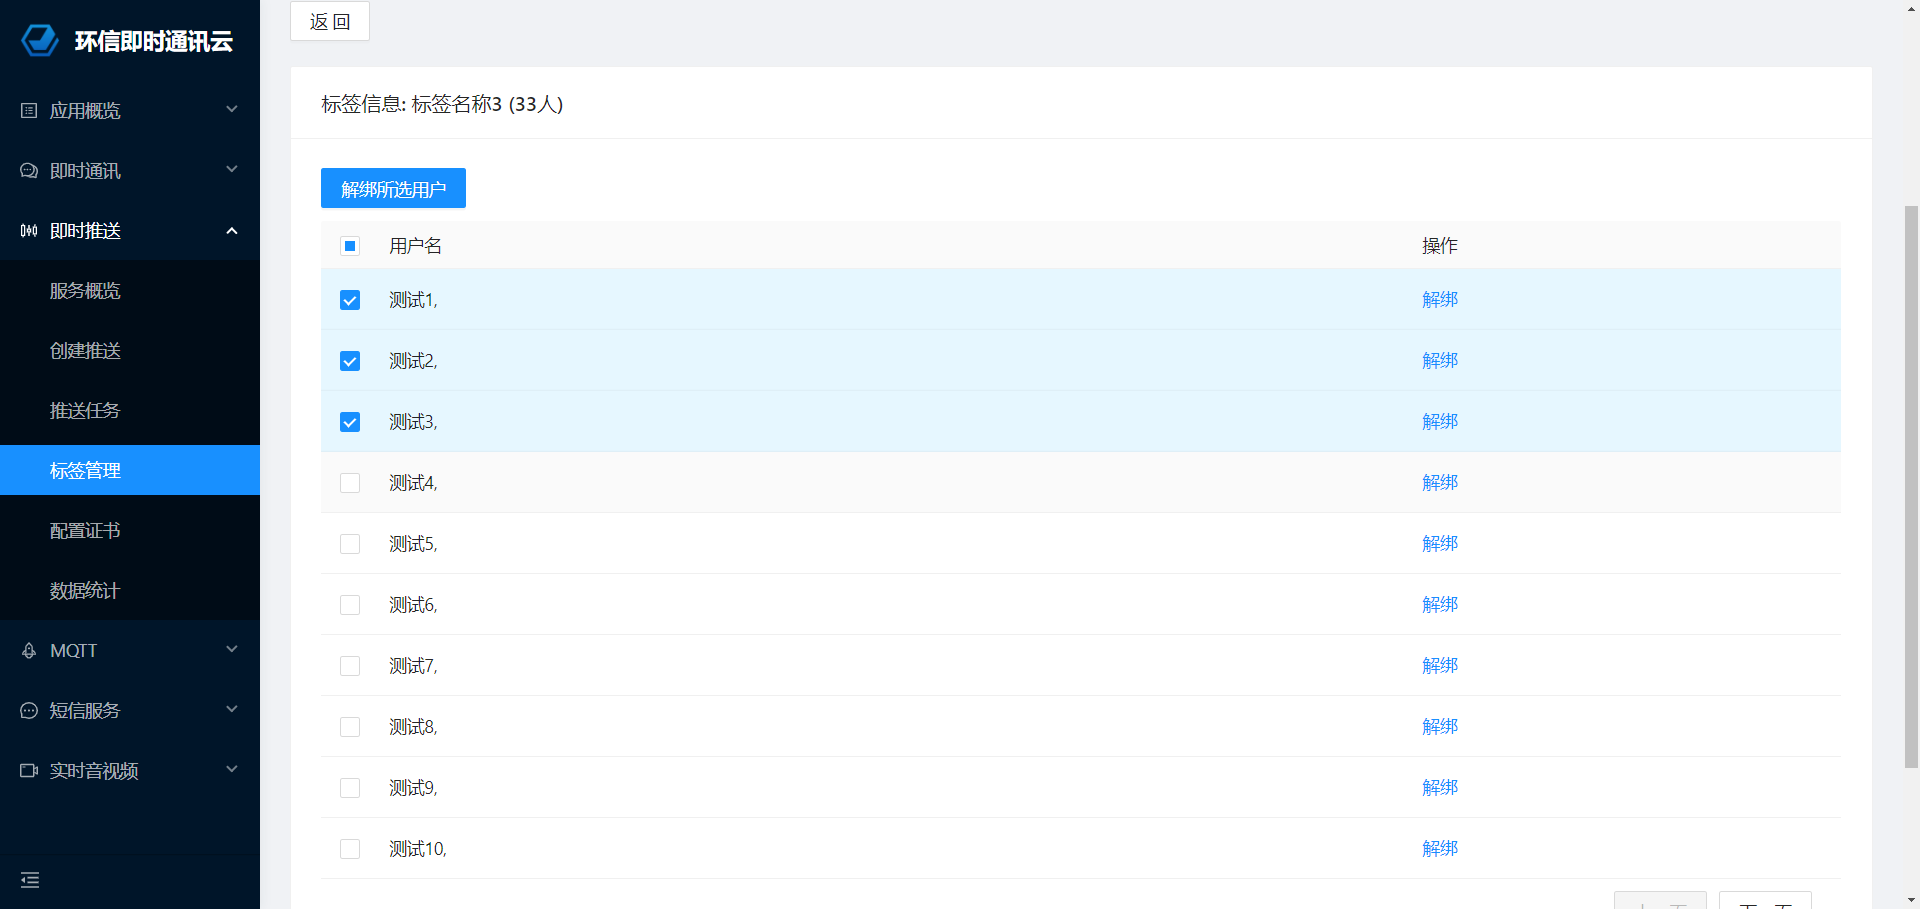 环信即时通讯云
应用概览
即时通讯
即时推送
服务概览
创建推送
推送任务
标签管理
配置证书
数据统计
MQTT
短信服务
实时音视频
返 回
标签信息: 标签名称3 (33人)
解绑所选用户
用户名 操作
测试1, 解绑
测试2, 解绑
测试3, 解绑
测试4, 解绑
测试5, 解绑
测试6, 解绑
测试7, 解绑
测试8, 解绑
测试9, 解绑
测试10, 解绑